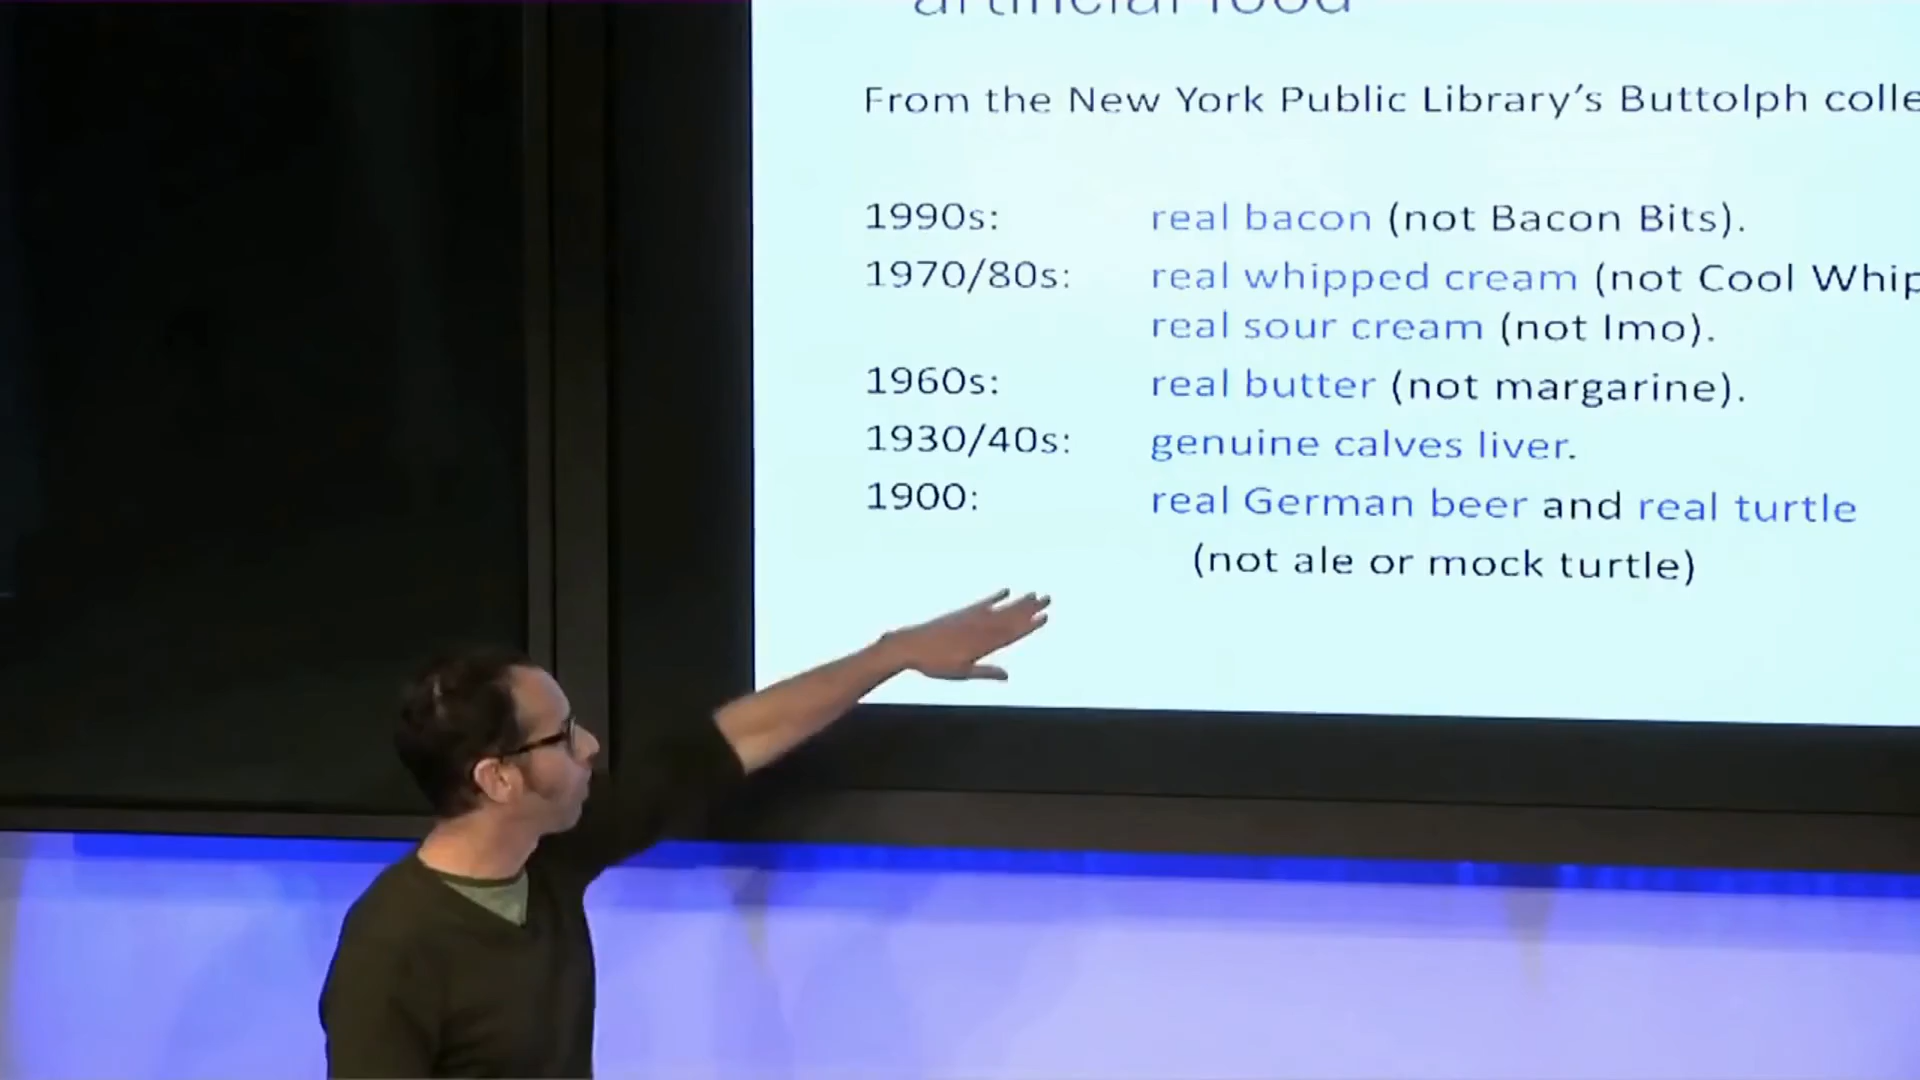 artificial food
From the New York Public Library's Buttolph
1990s: real bacon (not Bacon Bits).
1970/80s: real whipped cream (not Cool Whip
real sour cream (not Imo).
1960s: real butter (not margarine).
1930/40s: genuine calves liver.
1900: real German beer and real turtle
(not ale or mock turtle)